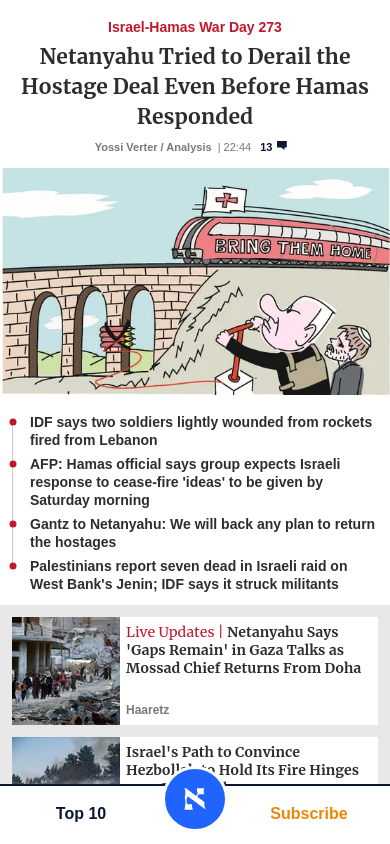 Israel-Hamas War Day 273
Netanyahu Tried to Derail the
Hostage Deal Even Before Hamas
Responded
Yossi Verter / Analysis | 22:44 13
BRING THEM HOME
IDF says two soldiers lightly wounded from rockets
fired from Lebanon
AFP: Hamas official says group expects Israeli
response to cease-fire 'ideas' to be given by
Saturday morning
Gantz to Netanyahu: We will back any plan to return
the hostages
Palestinians report seven dead in Israeli raid on
West Bank's Jenin; IDF says it struck militants
Live Updates | Netanyahu Says
'Gaps Remain' in Gaza Talks as
Mossad Chief Returns From Doha
Haaretz
Israel's Path to Convince
Hezbollah to Hold Its Fire Hinges
Top 10
Subscribe